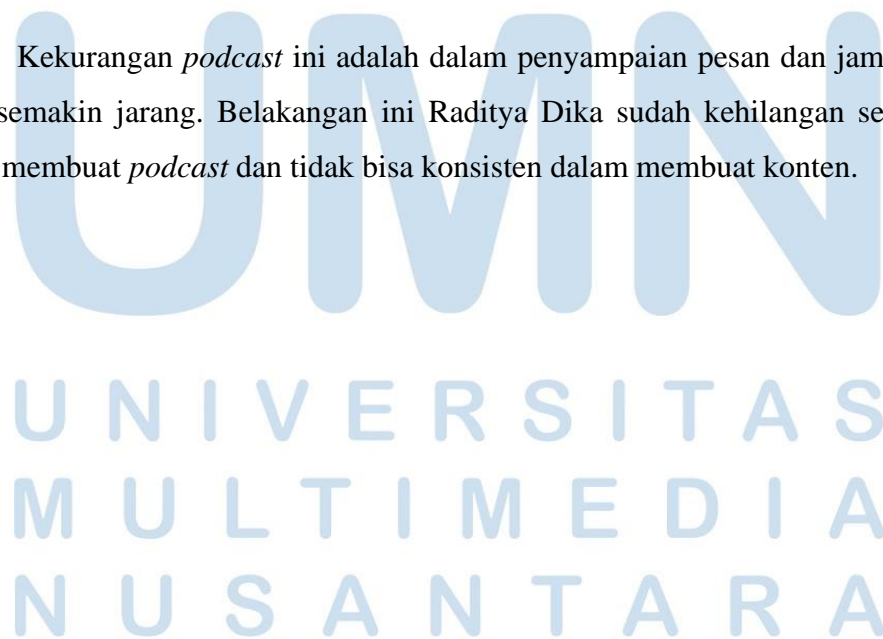 Kekurangan podcast ini adalah dalam penyampaian pesan dan jam
semakin jarang. Belakangan ini Raditya Dika sudah kehilangan se
membuat podcast dan tidak bisa konsisten dalam membuat konten.
UMN
UNIVERSITAS
MULTIMEDIA
NUSANTARA